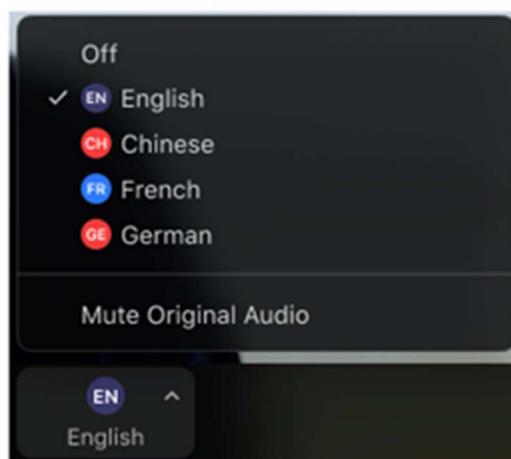 Off
EN English
CH Chinese
FR French
GE German
Mute Original Audio
EN
English